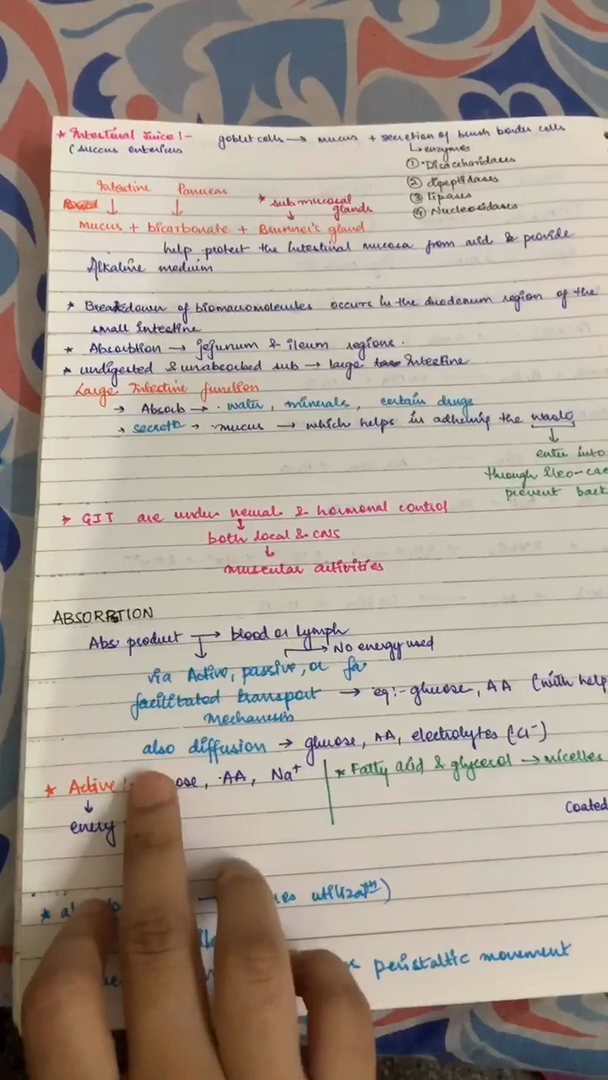 * Intestinal Juice :- goblet cells → mucus + secretion of brush border cells
(succus entericus
↳ enzymes
① Disaccharidases
② dipeptidases
③ lipases
④ Nucleosidases
Intestine Pancreas * sub mucosal glands
Mucus + bicarbonate + Brunner's gland
help protect the Intestinal mucosa from acid & provide
Alkaline medium
* Breakdown of biomacromolecules occurs in the duodenum region of the
small intestine
* Absorbtion → jejunum & ileum regions.
* undigested & unabsorbed sub → large Intestine
Large Intestine function
→ Absorb → water, minerals, certain drugs
→ secrete → mucus → which helps in adhering the waste
enter into
through Ileo-cae
prevent back
* GIT are under neural & hormonal control
both local & CNS
muscular activities
ABSORPTION
Abs. product → blood or lymph
→ No energy used
via Active, passive, or fa
facilitated transport → eg:- glucose, AA (with help
Mechanism
also diffusion → glucose, AA, electrolytes (Cl⁻)
* Active ose, AA, Na⁺ * Fatty acid & glycerol → micelles
energy
Coated
* utilizatⁿ)
peristaltic movement